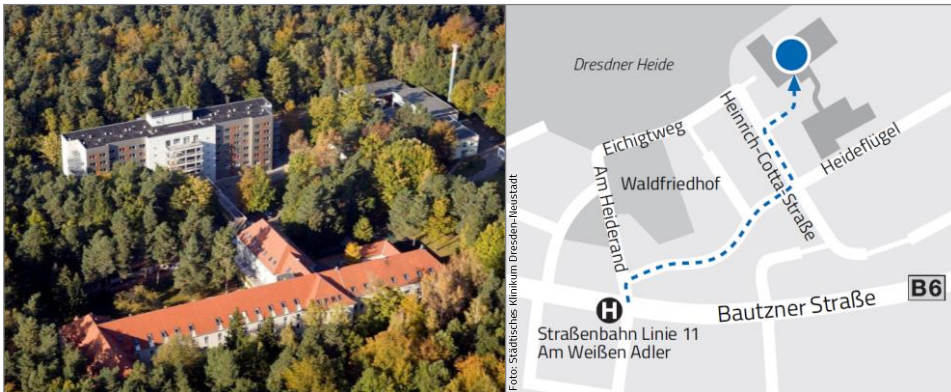 Foto: Städtisches Klinikum Dresden-Neustadt
Dresdner Heide
Eichigtweg
Heinrich-Cotta-Straße
Heideflügel
Waldfriedhof
Am Heiderand
H
B6
Bautzner Straße
Straßenbahn Linie 11
Am Weißen Adler